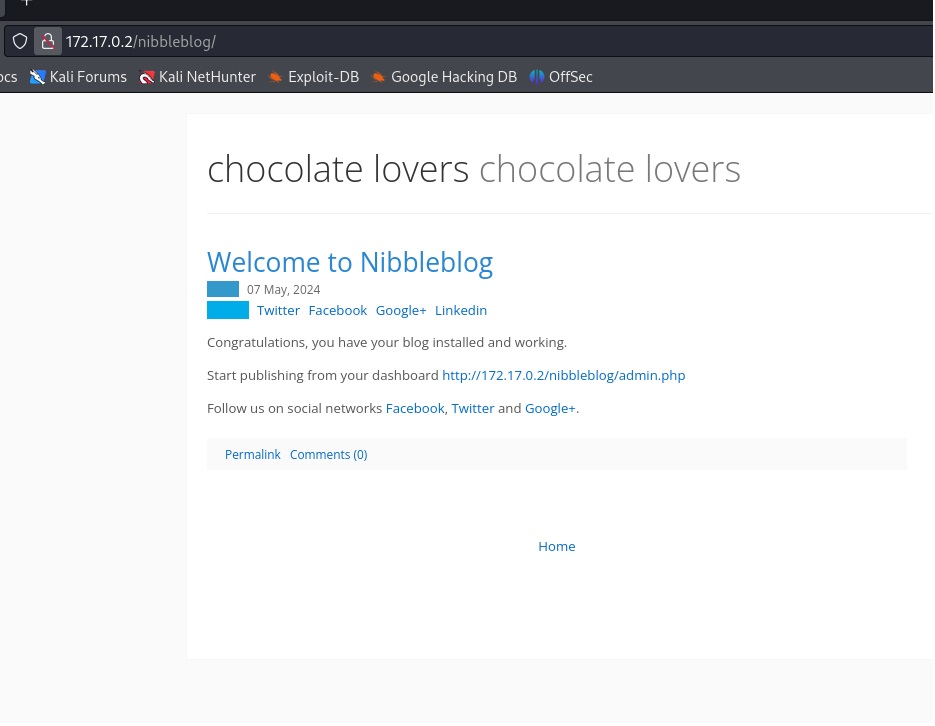 172.17.0.2/nibbleblog/
ocs Kali Forums Kali NetHunter Exploit-DB Google Hacking DB OffSec
chocolate lovers chocolate lovers
Welcome to Nibbleblog
07 May, 2024
Twitter Facebook Google+ Linkedin
Congratulations, you have your blog installed and working.
Start publishing from your dashboard http://172.17.0.2/nibbleblog/admin.php
Follow us on social networks Facebook, Twitter and Google+.
Permalink Comments (0)
Home